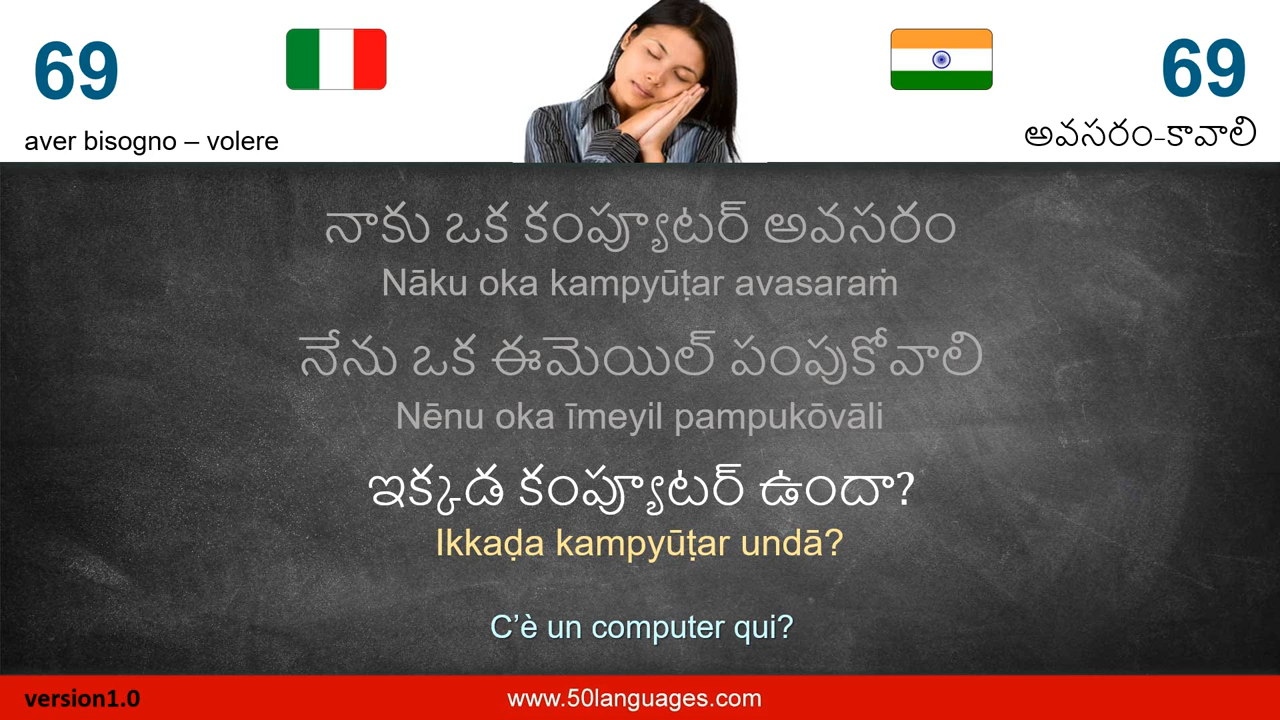 69
69
aver bisogno – volere
అవసరం-కావాలి
నాకు ఒక కంప్యూటర్ అవసరం
Nāku oka kampyūṭar avasaraṁ
నేను ఒక ఈమెయిల్ పంపుకోవాలి
Nēnu oka īmeyil pampukōvāli
ఇక్కడ కంప్యూటర్ ఉందా?
Ikkaḍa kampyūṭar undā?
C’è un computer qui?
version1.0
www.50languages.com